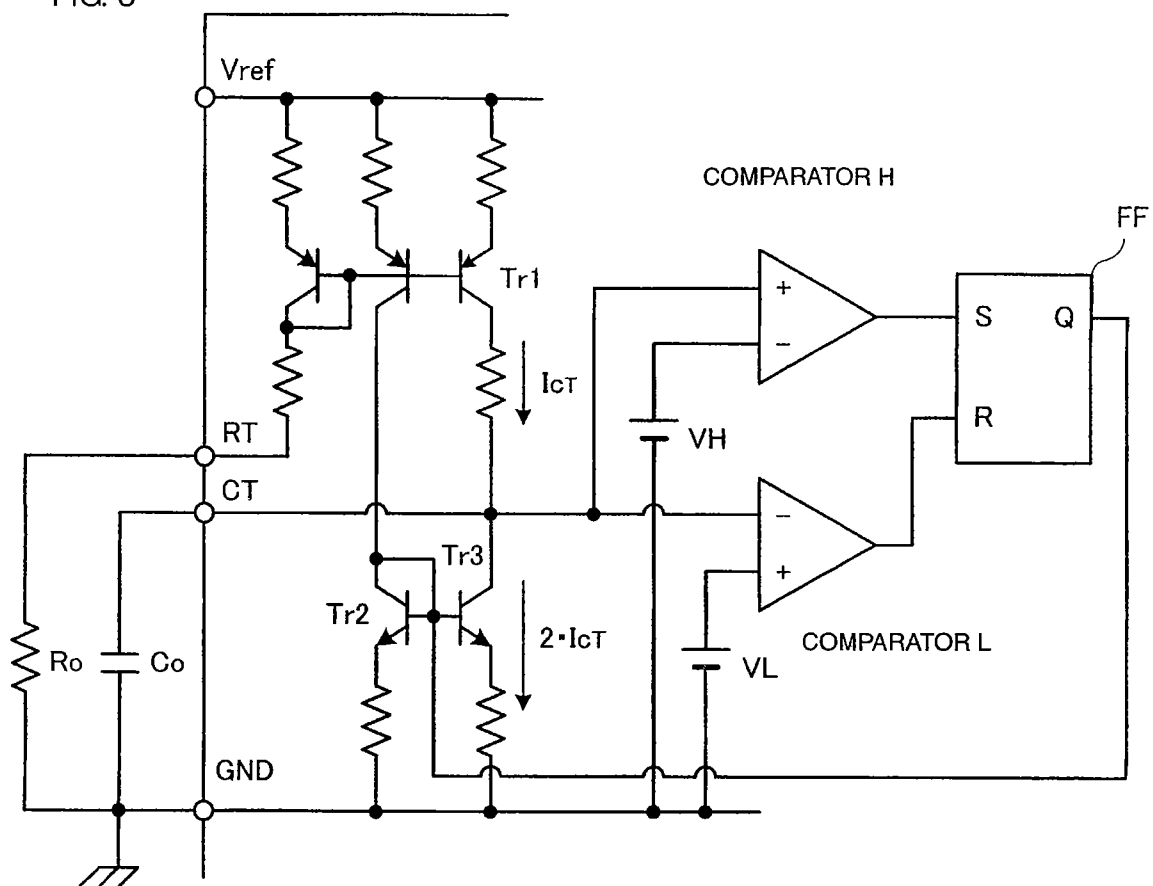 FIG. 6
Vref
COMPARATOR H
FF
Tr1
+
−
S
Q
ICT
R
RT
VH
CT
−
+
Tr3
Tr2
2·ICT
COMPARATOR L
Ro
Co
VL
GND